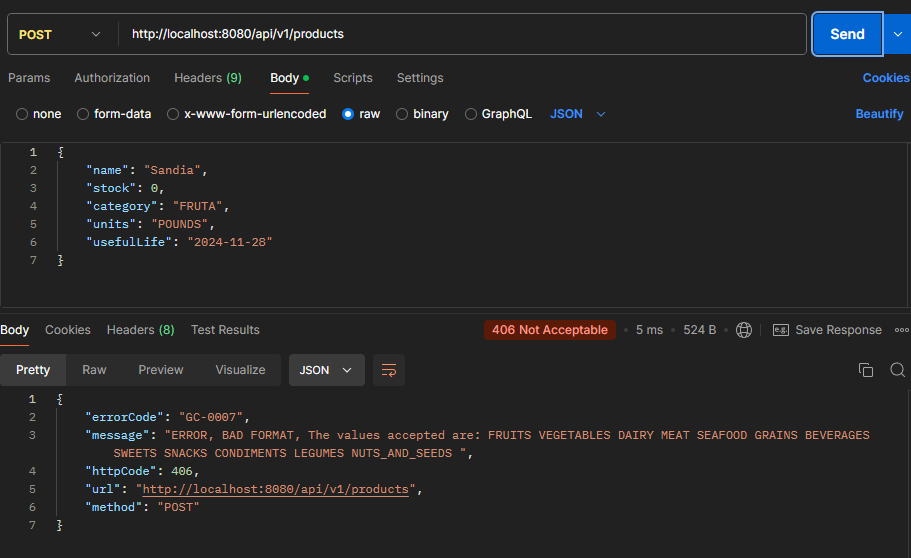 POST http://localhost:8080/api/v1/products Send
Params Authorization Headers (9) Body Scripts Settings Cookies
none form-data x-www-form-urlencoded raw binary GraphQL JSON Beautify
1 {
2 "name": "Sandia",
3 "stock": 0,
4 "category": "FRUTA",
5 "units": "POUNDS",
6 "usefulLife": "2024-11-28"
7 }
Body Cookies Headers (8) Test Results 406 Not Acceptable • 5 ms • 524 B • e.g. Save Response
Pretty Raw Preview Visualize JSON
1 {
2 "errorCode": "GC-0007",
3 "message": "ERROR, BAD FORMAT, The values accepted are: FRUITS VEGETABLES DAIRY MEAT SEAFOOD GRAINS BEVERAGES
SWEETS SNACKS CONDIMENTS LEGUMES NUTS_AND_SEEDS ",
4 "httpCode": 406,
5 "url": "http://localhost:8080/api/v1/products",
6 "method": "POST"
7 }